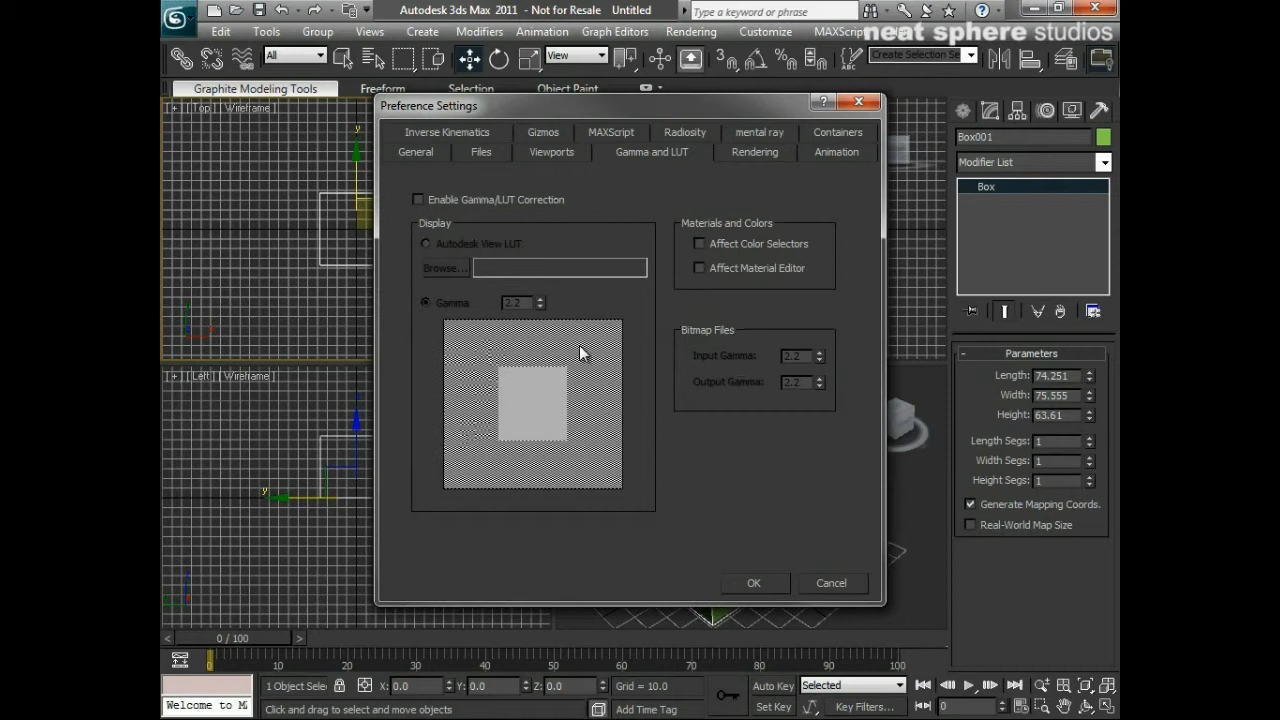 Autodesk 3ds Max 2011 - Not for Resale Untitled
Type a keyword or phrase
Edit Tools Group Views Create Modifiers Animation Graph Editors Rendering Customize MAXScript
neat sphere studios
All
View
3
Create Selection Se
Graphite Modeling Tools Freeform Selection Object Paint
[ + ] [Top] [Wireframe]
y
x
Preference Settings
Inverse Kinematics Gizmos MAXScript Radiosity mental ray Containers
General Files Viewports Gamma and LUT Rendering Animation
Enable Gamma/LUT Correction
Display
Autodesk View LUT
Browse...
Gamma: 2.2
Materials and Colors
Affect Color Selectors
Affect Material Editor
Bitmap Files
Input Gamma: 2.2
Output Gamma: 2.2
OK Cancel
Box001
Modifier List
Box
- Parameters
Length: 74.251
Width: 75.555
Height: 63.61
Length Segs: 1
Width Segs: 1
Height Segs: 1
Generate Mapping Coords.
Real-World Map Size
[ + ] [Left] [Wireframe]
y
< 0 / 100 >
0 10 20 30 40 50 60 70 80 90 100
1 Object Sele X: 0.0 Y: 0.0 Z: 0.0 Grid = 10.0 Auto Key Selected
Welcome to M Click and drag to select and move objects Add Time Tag Set Key Key Filters... 0